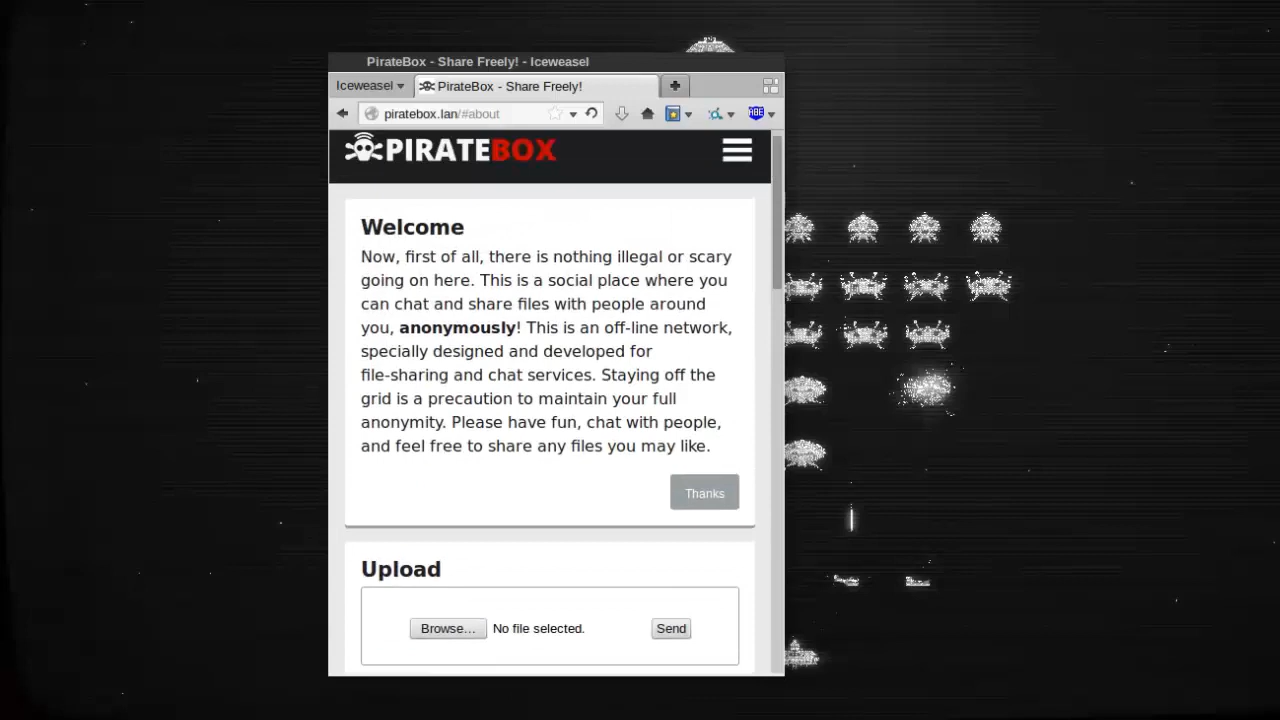 PirateBox - Share Freely! - Iceweasel
Iceweasel
PirateBox - Share Freely!
piratebox.lan/#about
ABE
PIRATEBOX
Welcome
Now, first of all, there is nothing illegal or scary
going on here. This is a social place where you
can chat and share files with people around
you, anonymously! This is an off-line network,
specially designed and developed for
file-sharing and chat services. Staying off the
grid is a precaution to maintain your full
anonymity. Please have fun, chat with people,
and feel free to share any files you may like.
Thanks
Upload
Browse... No file selected. Send